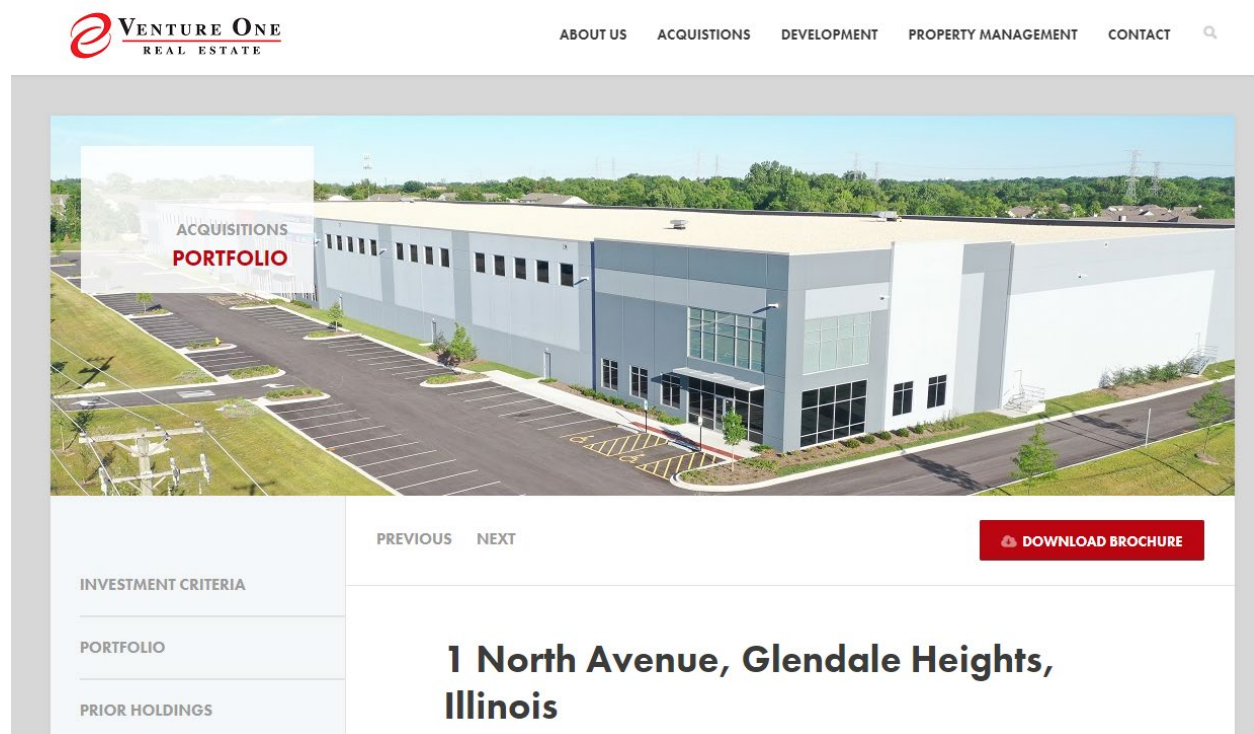 VENTURE ONE
REAL ESTATE
ABOUT US ACQUISTIONS DEVELOPMENT PROPERTY MANAGEMENT CONTACT
ACQUISITIONS
PORTFOLIO
PREVIOUS NEXT
DOWNLOAD BROCHURE
INVESTMENT CRITERIA
PORTFOLIO
PRIOR HOLDINGS
1 North Avenue, Glendale Heights,
Illinois